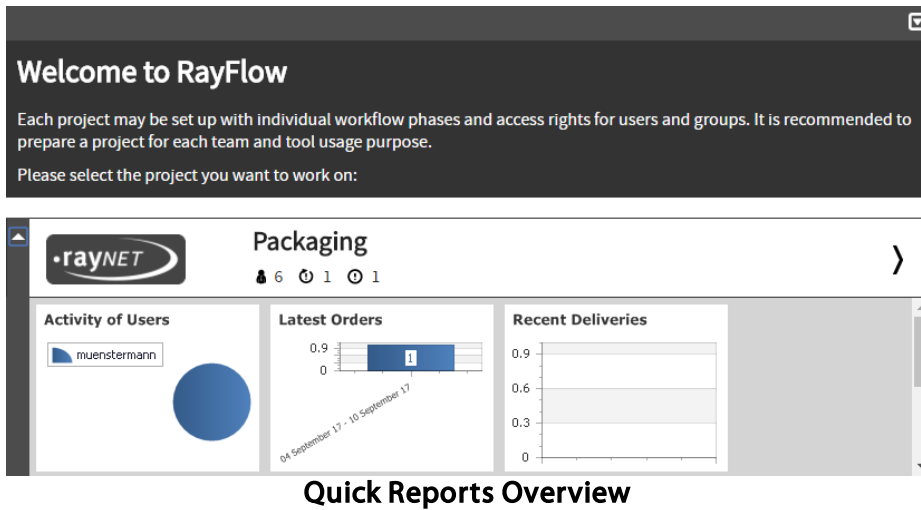 Welcome to RayFlow
Each project may be set up with individual workflow phases and access rights for users and groups. It is recommended to
prepare a project for each team and tool usage purpose.
Please select the project you want to work on:
raynet
Packaging
6 1 1
Activity of Users
muenstermann
Latest Orders
0.9
1
0
04 September 17 - 10 September 17
Recent Deliveries
0.9
0.6
0.3
0
Quick Reports Overview